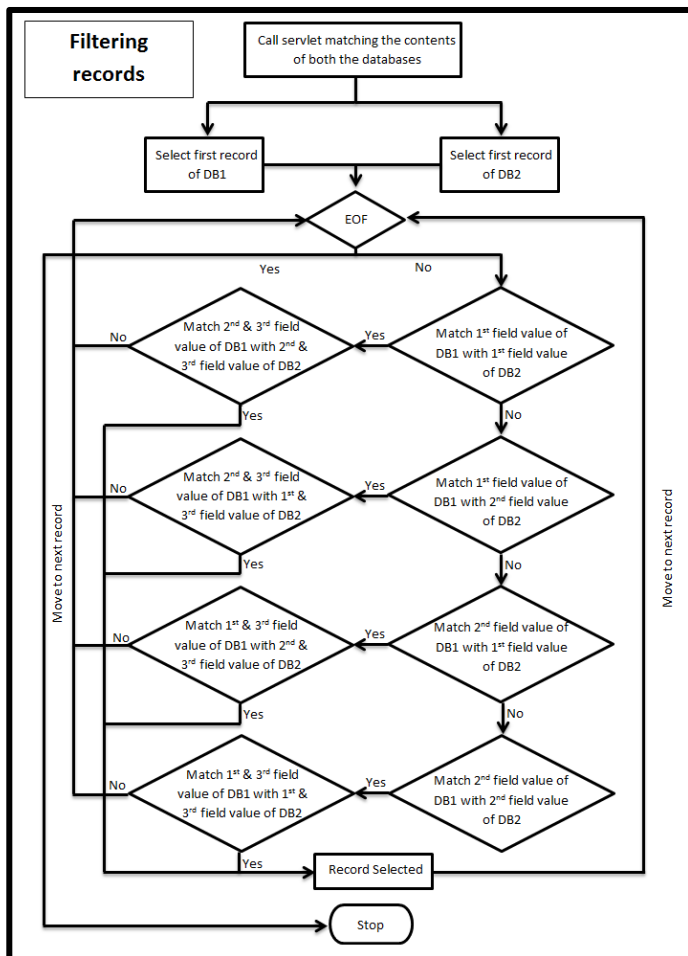 Filtering
records
Call servlet matching the contents
of both the databases
Select first record
of DB1
Select first record
of DB2
EOF
Yes
No
Match 2nd & 3rd field
value of DB1 with 2nd &
3rd field value of DB2
No
Yes
Match 1st field value of
DB1 with 1st field value
of DB2
Yes
No
Match 2nd & 3rd field
value of DB1 with 1st &
3rd field value of DB2
No
Yes
Match 1st field value of
DB1 with 2nd field value
of DB2
Yes
No
Match 1st & 3rd field
value of DB1 with 2nd &
3rd field value of DB2
No
Yes
Match 2nd field value of
DB1 with 1st field value
of DB2
Yes
No
Match 1st & 3rd field
value of DB1 with 1st &
3rd field value of DB2
No
Yes
Match 2nd field value of
DB1 with 2nd field value
of DB2
Yes
Record Selected
Stop
Move to next record
Move to next record